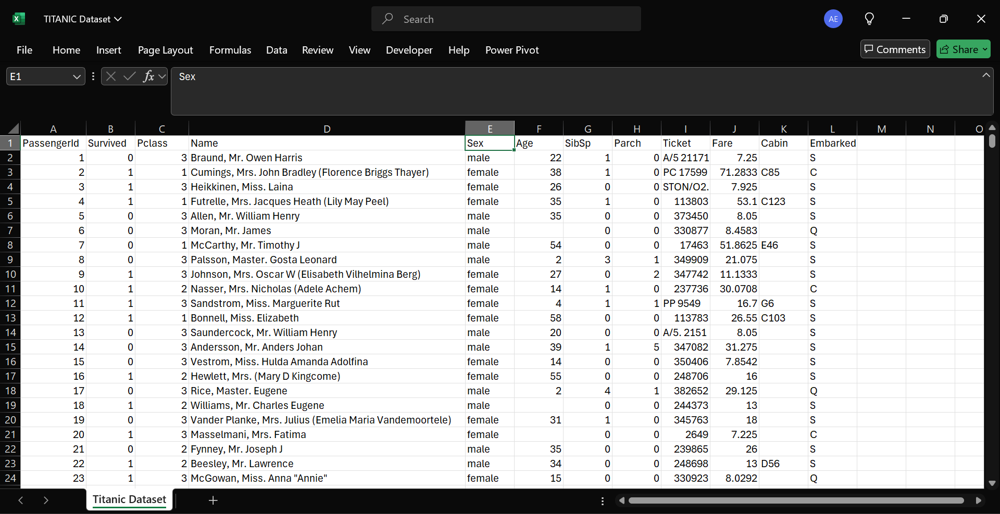 TITANIC Dataset
Search
AE
File Home Insert Page Layout Formulas Data Review View Developer Help Power Pivot Comments Share
E1 fx Sex
A B C D E F G H I J K L M N O
1 PassengerId Survived Pclass Name Sex Age SibSp Parch Ticket Fare Cabin Embarked
2 1 0 3 Braund, Mr. Owen Harris male 22 1 0 A/5 21171 7.25 S
3 2 1 1 Cumings, Mrs. John Bradley (Florence Briggs Thayer) female 38 1 0 PC 17599 71.2833 C85 C
4 3 1 3 Heikkinen, Miss. Laina female 26 0 0 STON/O2. 7.925 S
5 4 1 1 Futrelle, Mrs. Jacques Heath (Lily May Peel) female 35 1 0 113803 53.1 C123 S
6 5 0 3 Allen, Mr. William Henry male 35 0 0 373450 8.05 S
7 6 0 3 Moran, Mr. James male 0 0 330877 8.4583 Q
8 7 0 1 McCarthy, Mr. Timothy J male 54 0 0 17463 51.8625 E46 S
9 8 0 3 Palsson, Master. Gosta Leonard male 2 3 1 349909 21.075 S
10 9 1 3 Johnson, Mrs. Oscar W (Elisabeth Vilhelmina Berg) female 27 0 2 347742 11.1333 S
11 10 1 2 Nasser, Mrs. Nicholas (Adele Achem) female 14 1 0 237736 30.0708 C
12 11 1 3 Sandstrom, Miss. Marguerite Rut female 4 1 1 PP 9549 16.7 G6 S
13 12 1 1 Bonnell, Miss. Elizabeth female 58 0 0 113783 26.55 C103 S
14 13 0 3 Saundercock, Mr. William Henry male 20 0 0 A/5. 2151 8.05 S
15 14 0 3 Andersson, Mr. Anders Johan male 39 1 5 347082 31.275 S
16 15 0 3 Vestrom, Miss. Hulda Amanda Adolfina female 14 0 0 350406 7.8542 S
17 16 1 2 Hewlett, Mrs. (Mary D Kingcome) female 55 0 0 248706 16 S
18 17 0 3 Rice, Master. Eugene male 2 4 1 382652 29.125 Q
19 18 1 2 Williams, Mr. Charles Eugene male 0 0 244373 13 S
20 19 0 3 Vander Planke, Mrs. Julius (Emelia Maria Vandemoortele) female 31 1 0 345763 18 S
21 20 1 3 Masselmani, Mrs. Fatima female 0 0 2649 7.225 C
22 21 0 2 Fynney, Mr. Joseph J male 35 0 0 239865 26 S
23 22 1 2 Beesley, Mr. Lawrence male 34 0 0 248698 13 D56 S
24 23 1 3 McGowan, Miss. Anna "Annie" female 15 0 0 330923 8.0292 Q
Titanic Dataset